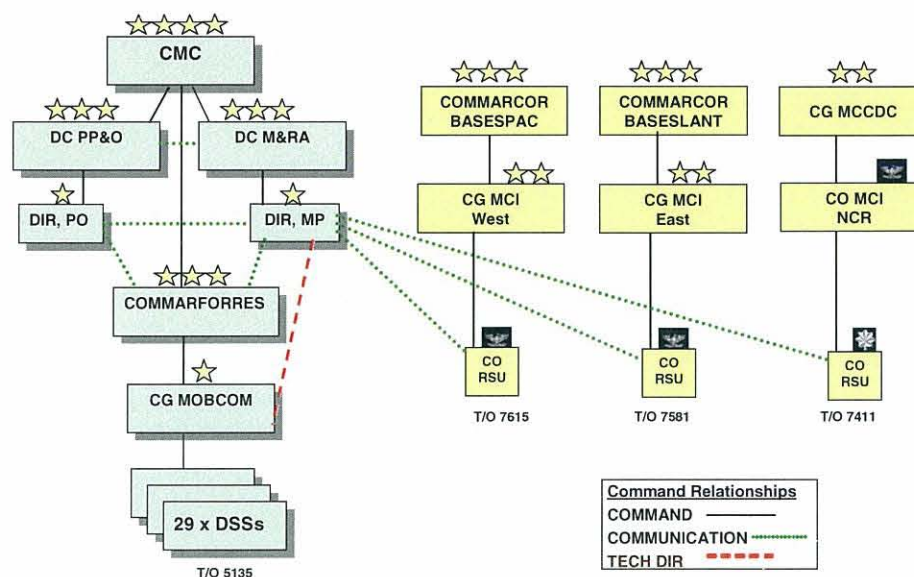 CMC
DC PP&O
DC M&RA
DIR, PO
DIR, MP
COMMARFORRES
CG MOBCOM
29 x DSSs
T/O 5135
COMMARCOR
BASESPAC
CG MCI
West
CO
RSU
T/O 7615
COMMARCOR
BASESLANT
CG MCI
East
CO
RSU
T/O 7581
CG MCCDC
CO MCI
NCR
CO
RSU
T/O 7411
Command Relationships
COMMAND
COMMUNICATION
TECH DIR